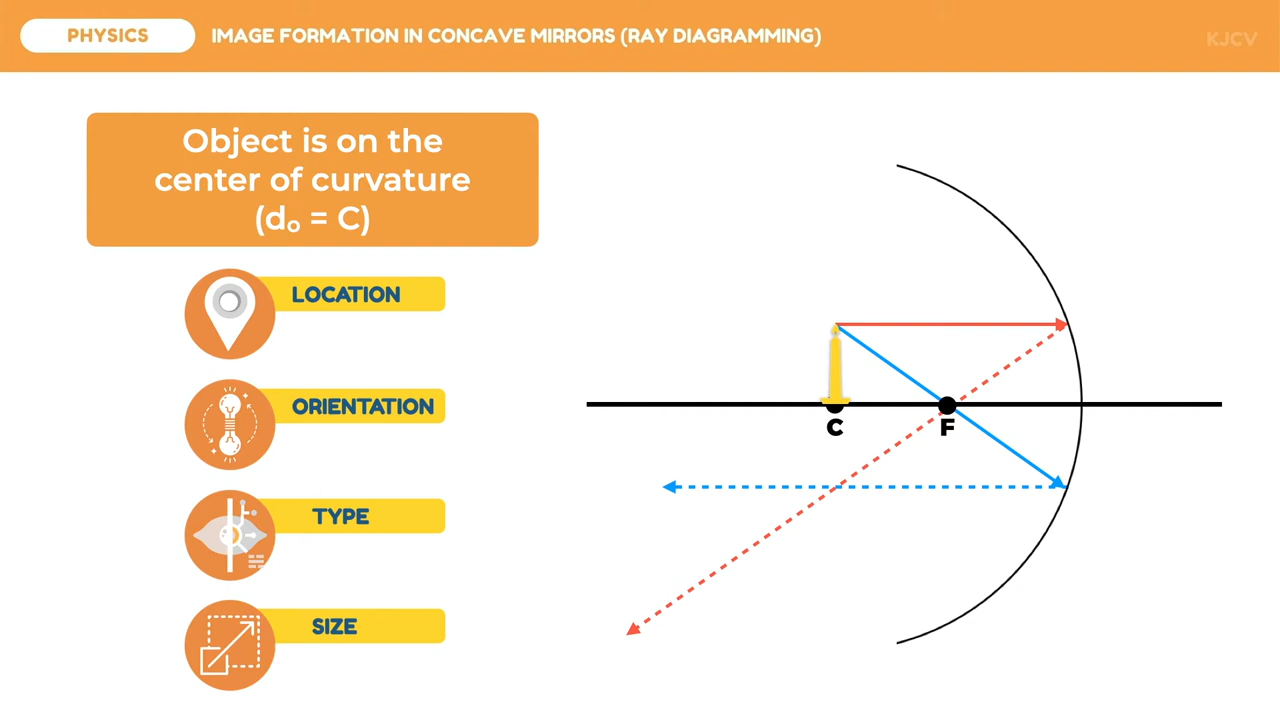 PHYSICS
IMAGE FORMATION IN CONCAVE MIRRORS (RAY DIAGRAMMING)
KJCV
Object is on the
center of curvature
(dₒ = C)
LOCATION
ORIENTATION
TYPE
SIZE
C
F